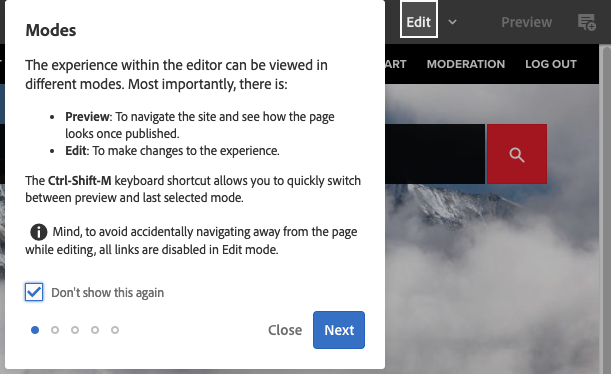 Modes
Edit
Preview
The experience within the editor can be viewed in
different modes. Most importantly, there is:
ART
MODERATION
LOG OUT
• Preview: To navigate the site and see how the page
looks once published.
• Edit: To make changes to the experience.
The Ctrl-Shift-M keyboard shortcut allows you to quickly switch
between preview and last selected mode.
Mind, to avoid accidentally navigating away from the page
while editing, all links are disabled in Edit mode.
Don't show this again
Close
Next